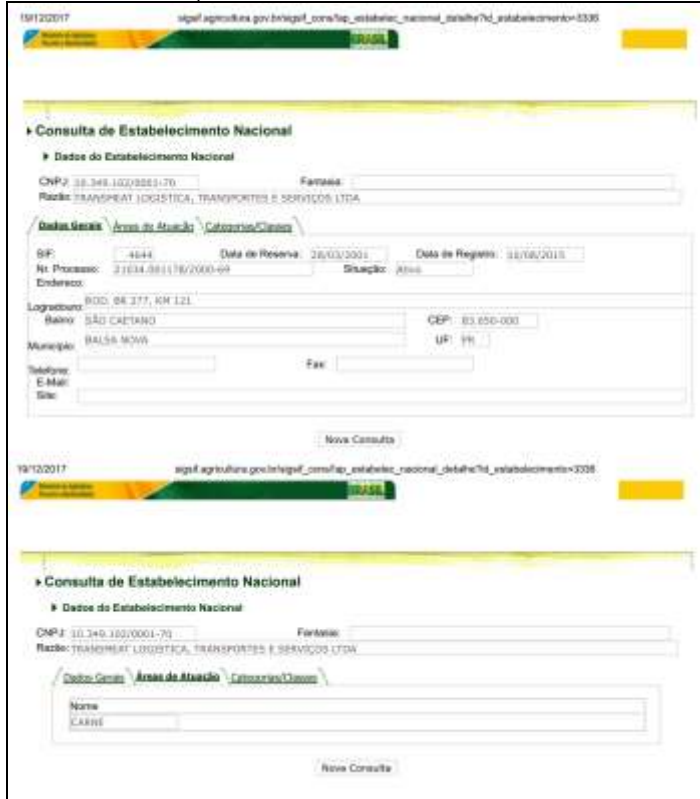 19/12/2017 sigsif.agricultura.gov.br/sigsif_cons/!ap_estabelec_nacional_detalhe?id_estabelecimento=3336
BRASIL
Consulta de Estabelecimento Nacional
Dados do Estabelecimento Nacional
CNPJ: 10.349.102/0001-70 Fantasia:
Razão: TRANSMEAT LOGÍSTICA, TRANSPORTES E SERVIÇOS LTDA
Dados Gerais Áreas de Atuação Categorias/Classes
SIF: 4644 Data de Reserva: 28/03/2001 Data de Registro: 10/08/2015
Nr. Processo: 21034.001178/2000-69 Situação: Ativo
Endereco:
Logradouro: ROD. BR 277, KM 121
Bairro: SÃO CAETANO CEP: 83.650-000
Municipio: BALSA NOVA UF: PR
Telefone: Fax:
E-Mail:
Site:
Nova Consulta
19/12/2017 sigsif.agricultura.gov.br/sigsif_cons/!ap_estabelec_nacional_detalhe?id_estabelecimento=3336
BRASIL
Consulta de Estabelecimento Nacional
Dados do Estabelecimento Nacional
CNPJ: 10.349.102/0001-70 Fantasia:
Razão: TRANSMEAT LOGÍSTICA, TRANSPORTES E SERVIÇOS LTDA
Dados Gerais Áreas de Atuação Categorias/Classes
Nome
CARNE
Nova Consulta